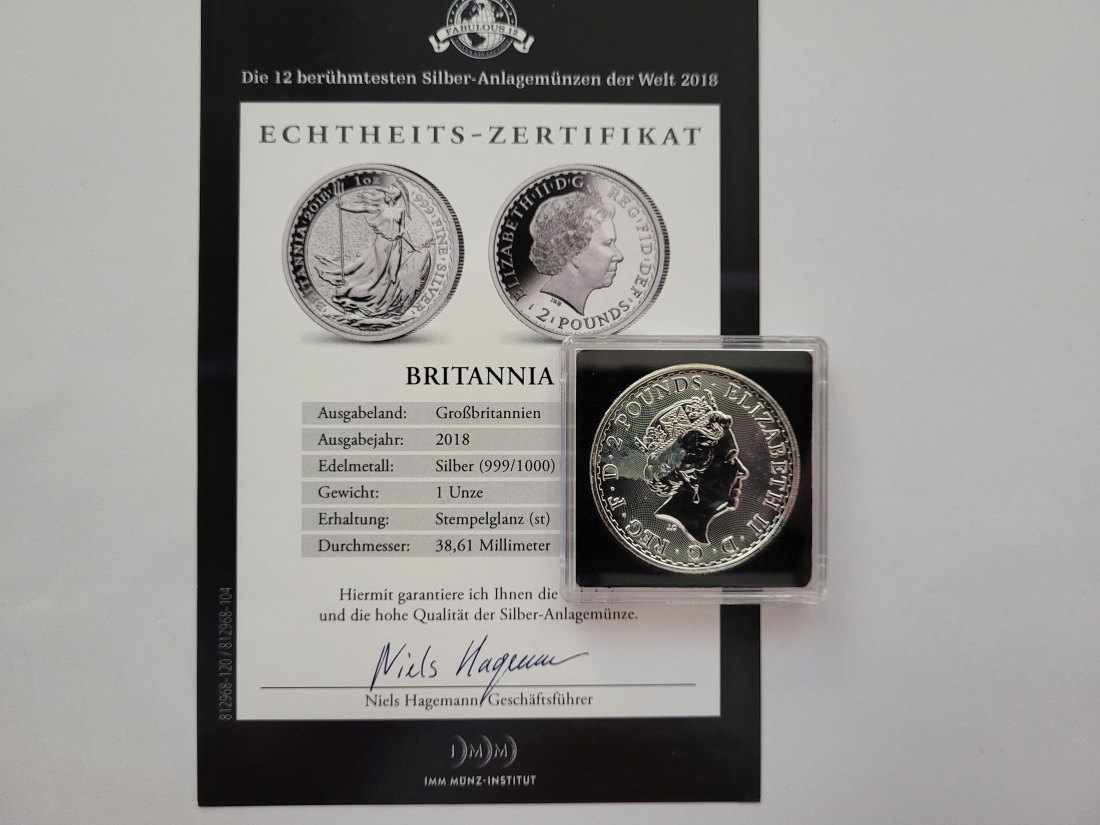 FABULOUS 12
Die 12 berühmtesten Silber-Anlagemünzen der Welt 2018
ECHTHEITS-ZERTIFIKAT
BRITANNIA · 2018 · 1oz · 999 · FINE · SILVER
ELIZABETH · II · D · G REG · FID · DEF
IRB
2 · POUNDS
BRITANNIA
Ausgabeland: Großbritannien
Ausgabejahr: 2018
Edelmetall: Silber (999/1000)
Gewicht: 1 Unze
Erhaltung: Stempelglanz (st)
Durchmesser: 38,61 Millimeter
ELIZABETH II · D · G · REG · F · D · 2 POUNDS ·
Hiermit garantiere ich Ihnen die
und die hohe Qualität der Silber-Anlagemünze.
Niels Hagemann
Niels Hagemann, Geschäftsführer
812968-120 / 812968-104
IMM
IMM MÜNZ-INSTITUT